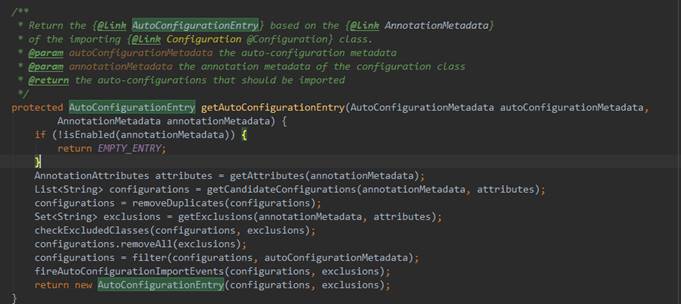 /**
 * Return the {@link AutoConfigurationEntry} based on the {@link AnnotationMetadata}
 * of the importing {@link Configuration @Configuration} class.
 * @param autoConfigurationMetadata the auto-configuration metadata
 * @param annotationMetadata the annotation metadata of the configuration class
 * @return the auto-configurations that should be imported
 */
protected AutoConfigurationEntry getAutoConfigurationEntry(AutoConfigurationMetadata autoConfigurationMetadata,
        AnnotationMetadata annotationMetadata) {
    if (!isEnabled(annotationMetadata)) {
        return EMPTY_ENTRY;
    }
    AnnotationAttributes attributes = getAttributes(annotationMetadata);
    List<String> configurations = getCandidateConfigurations(annotationMetadata, attributes);
    configurations = removeDuplicates(configurations);
    Set<String> exclusions = getExclusions(annotationMetadata, attributes);
    checkExcludedClasses(configurations, exclusions);
    configurations.removeAll(exclusions);
    configurations = filter(configurations, autoConfigurationMetadata);
    fireAutoConfigurationImportEvents(configurations, exclusions);
    return new AutoConfigurationEntry(configurations, exclusions);
}